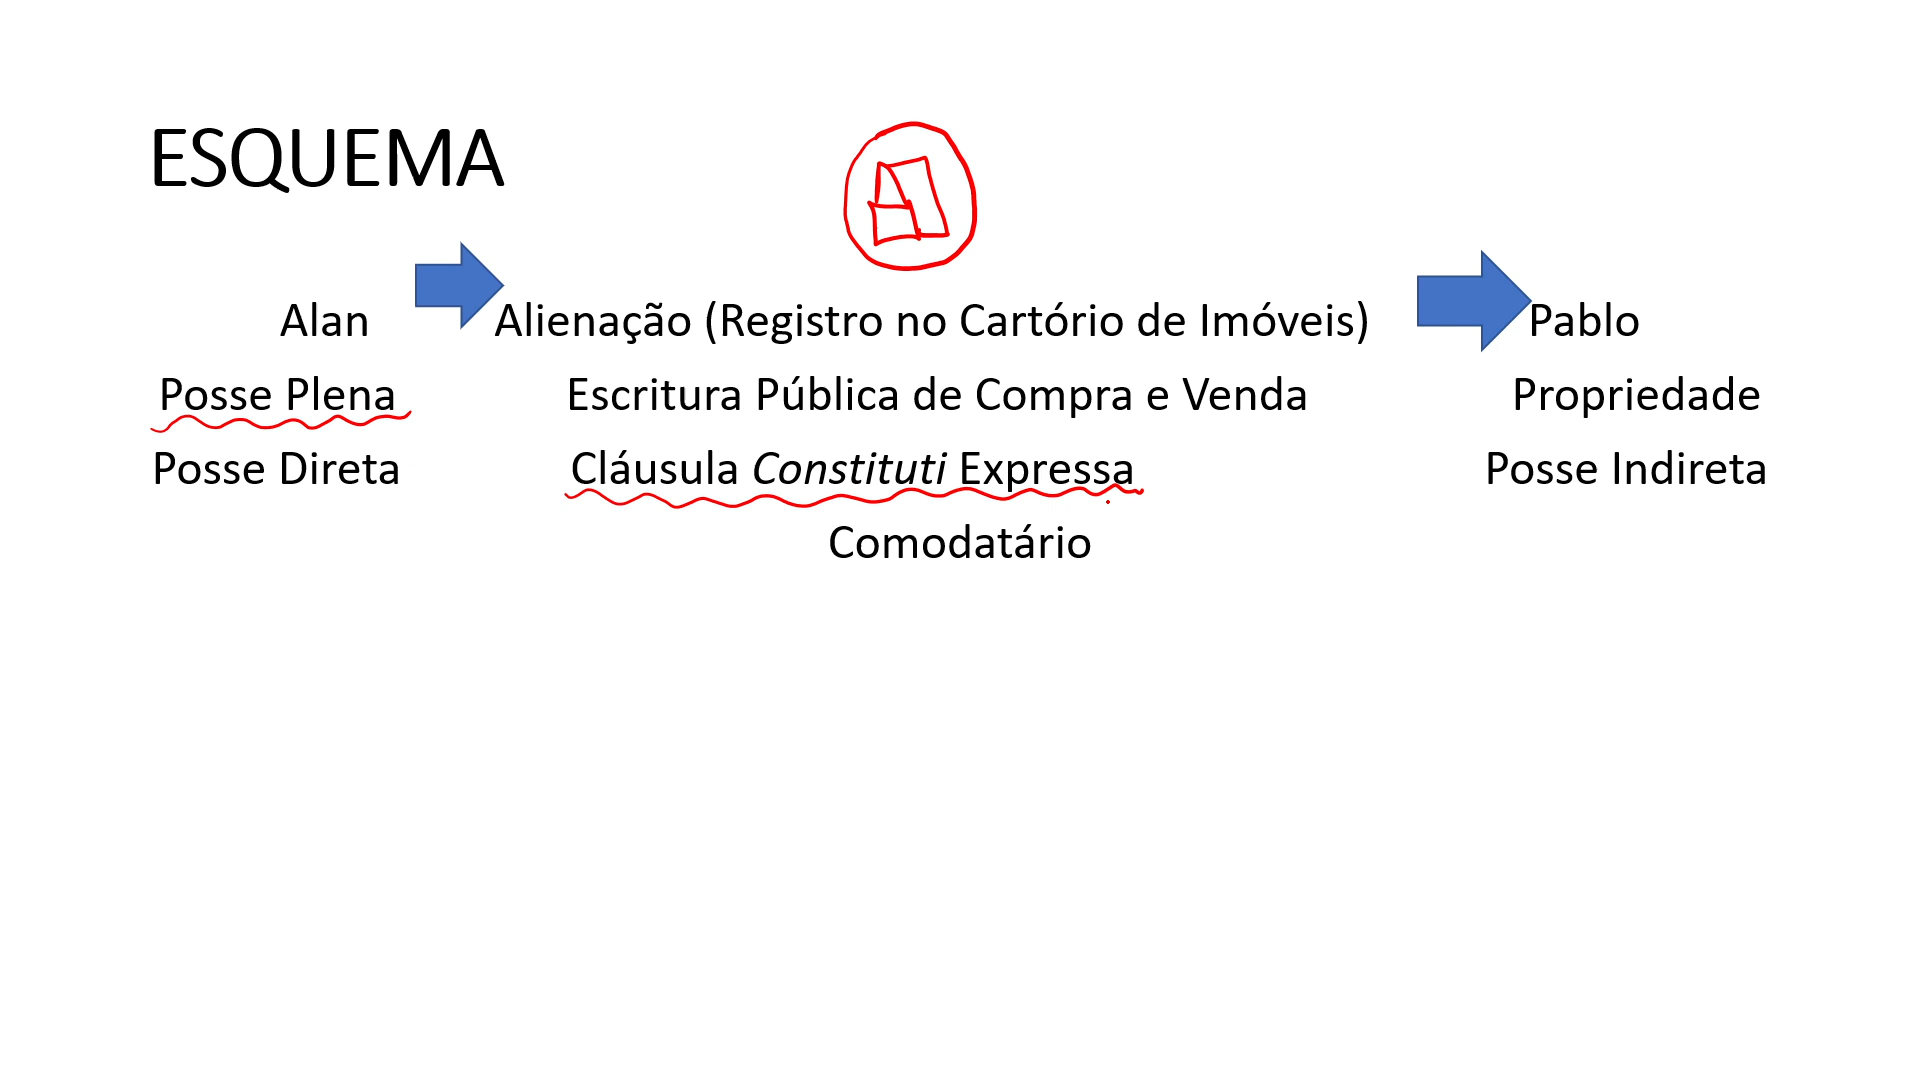 ESQUEMA
Alan Alienação (Registro no Cartório de Imóveis) Pablo
Posse Plena Escritura Pública de Compra e Venda Propriedade
Posse Direta Cláusula Constituti Expressa Posse Indireta
Comodatário